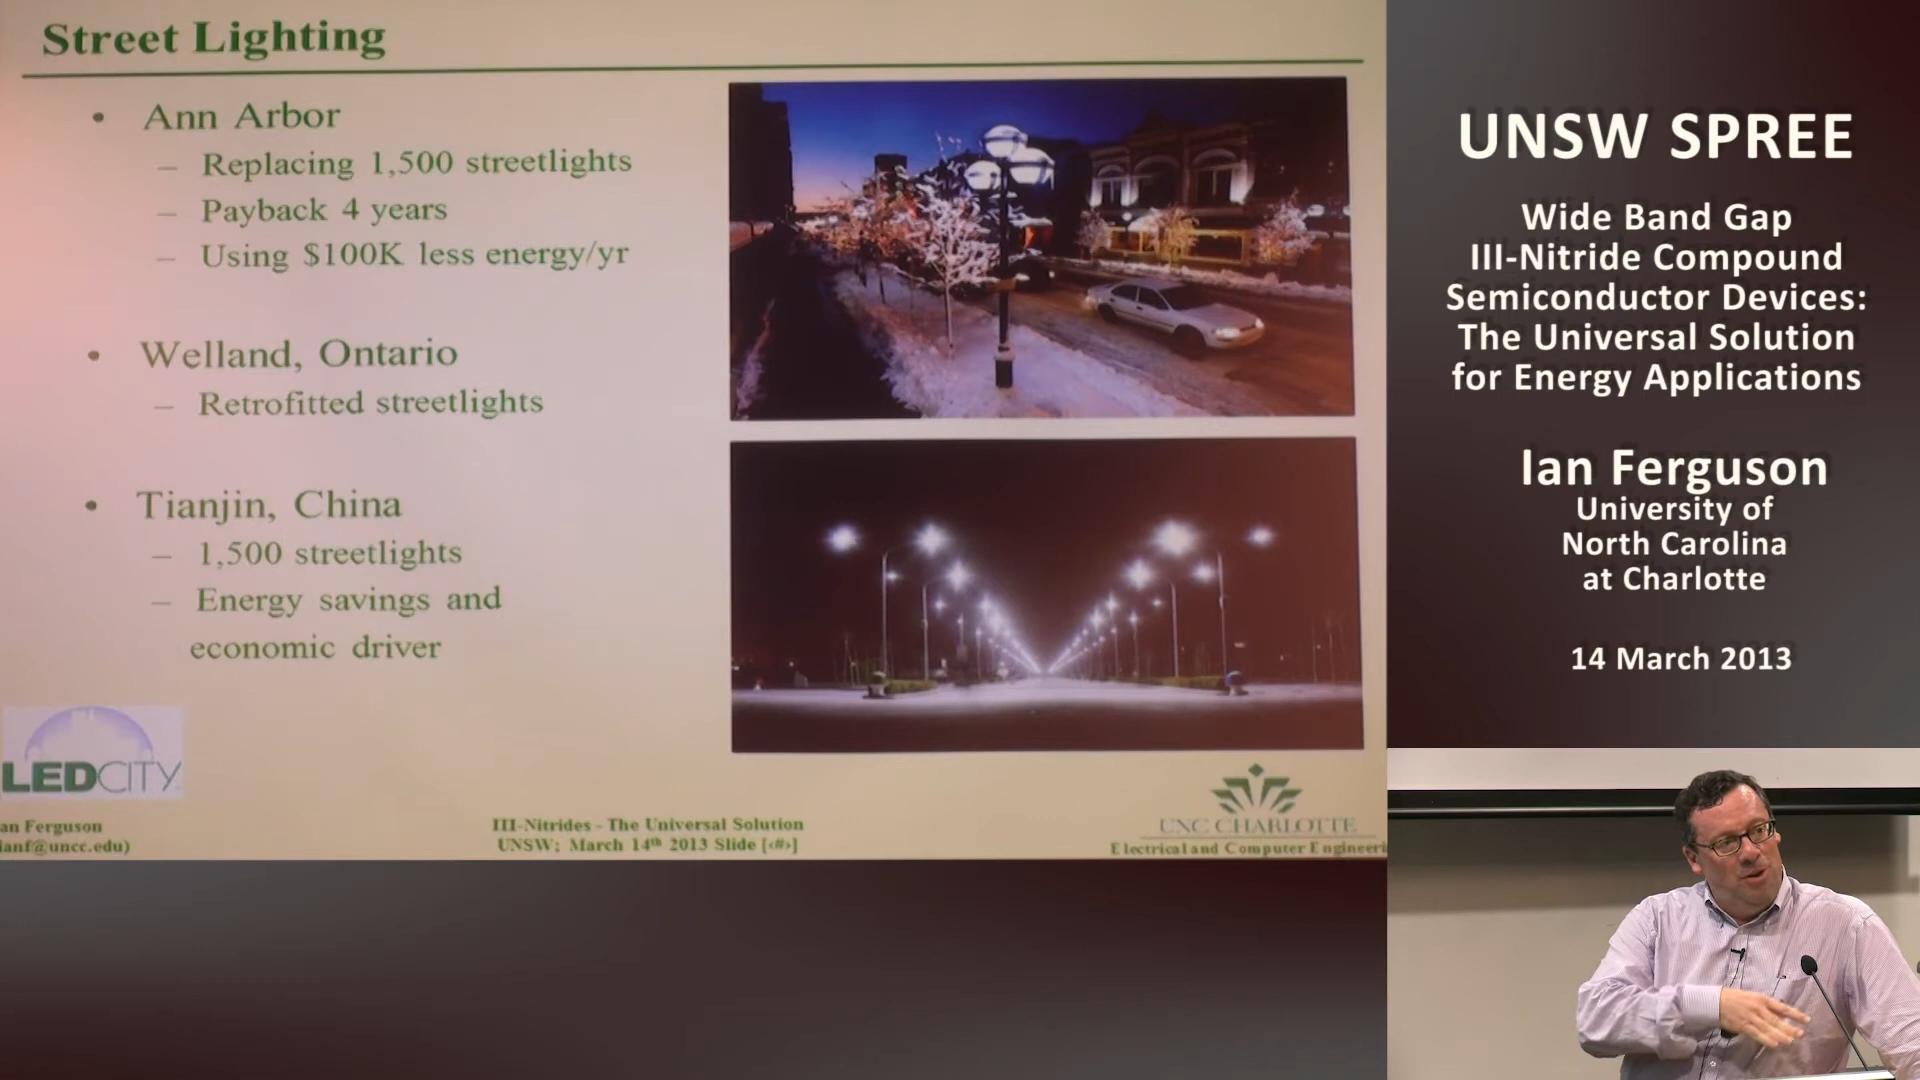 Street Lighting
• Ann Arbor
– Replacing 1,500 streetlights
– Payback 4 years
– Using $100K less energy/yr
• Welland, Ontario
– Retrofitted streetlights
• Tianjin, China
– 1,500 streetlights
– Energy savings and
economic driver
LEDCITY
an Ferguson
ianf@uncc.edu)
III-Nitrides - The Universal Solution
UNSW; March 14th 2013 Slide [‹#›]
UNC CHARLOTTE
Electrical and Computer Engineeri
UNSW SPREE
Wide Band Gap
III-Nitride Compound
Semiconductor Devices:
The Universal Solution
for Energy Applications
Ian Ferguson
University of
North Carolina
at Charlotte
14 March 2013